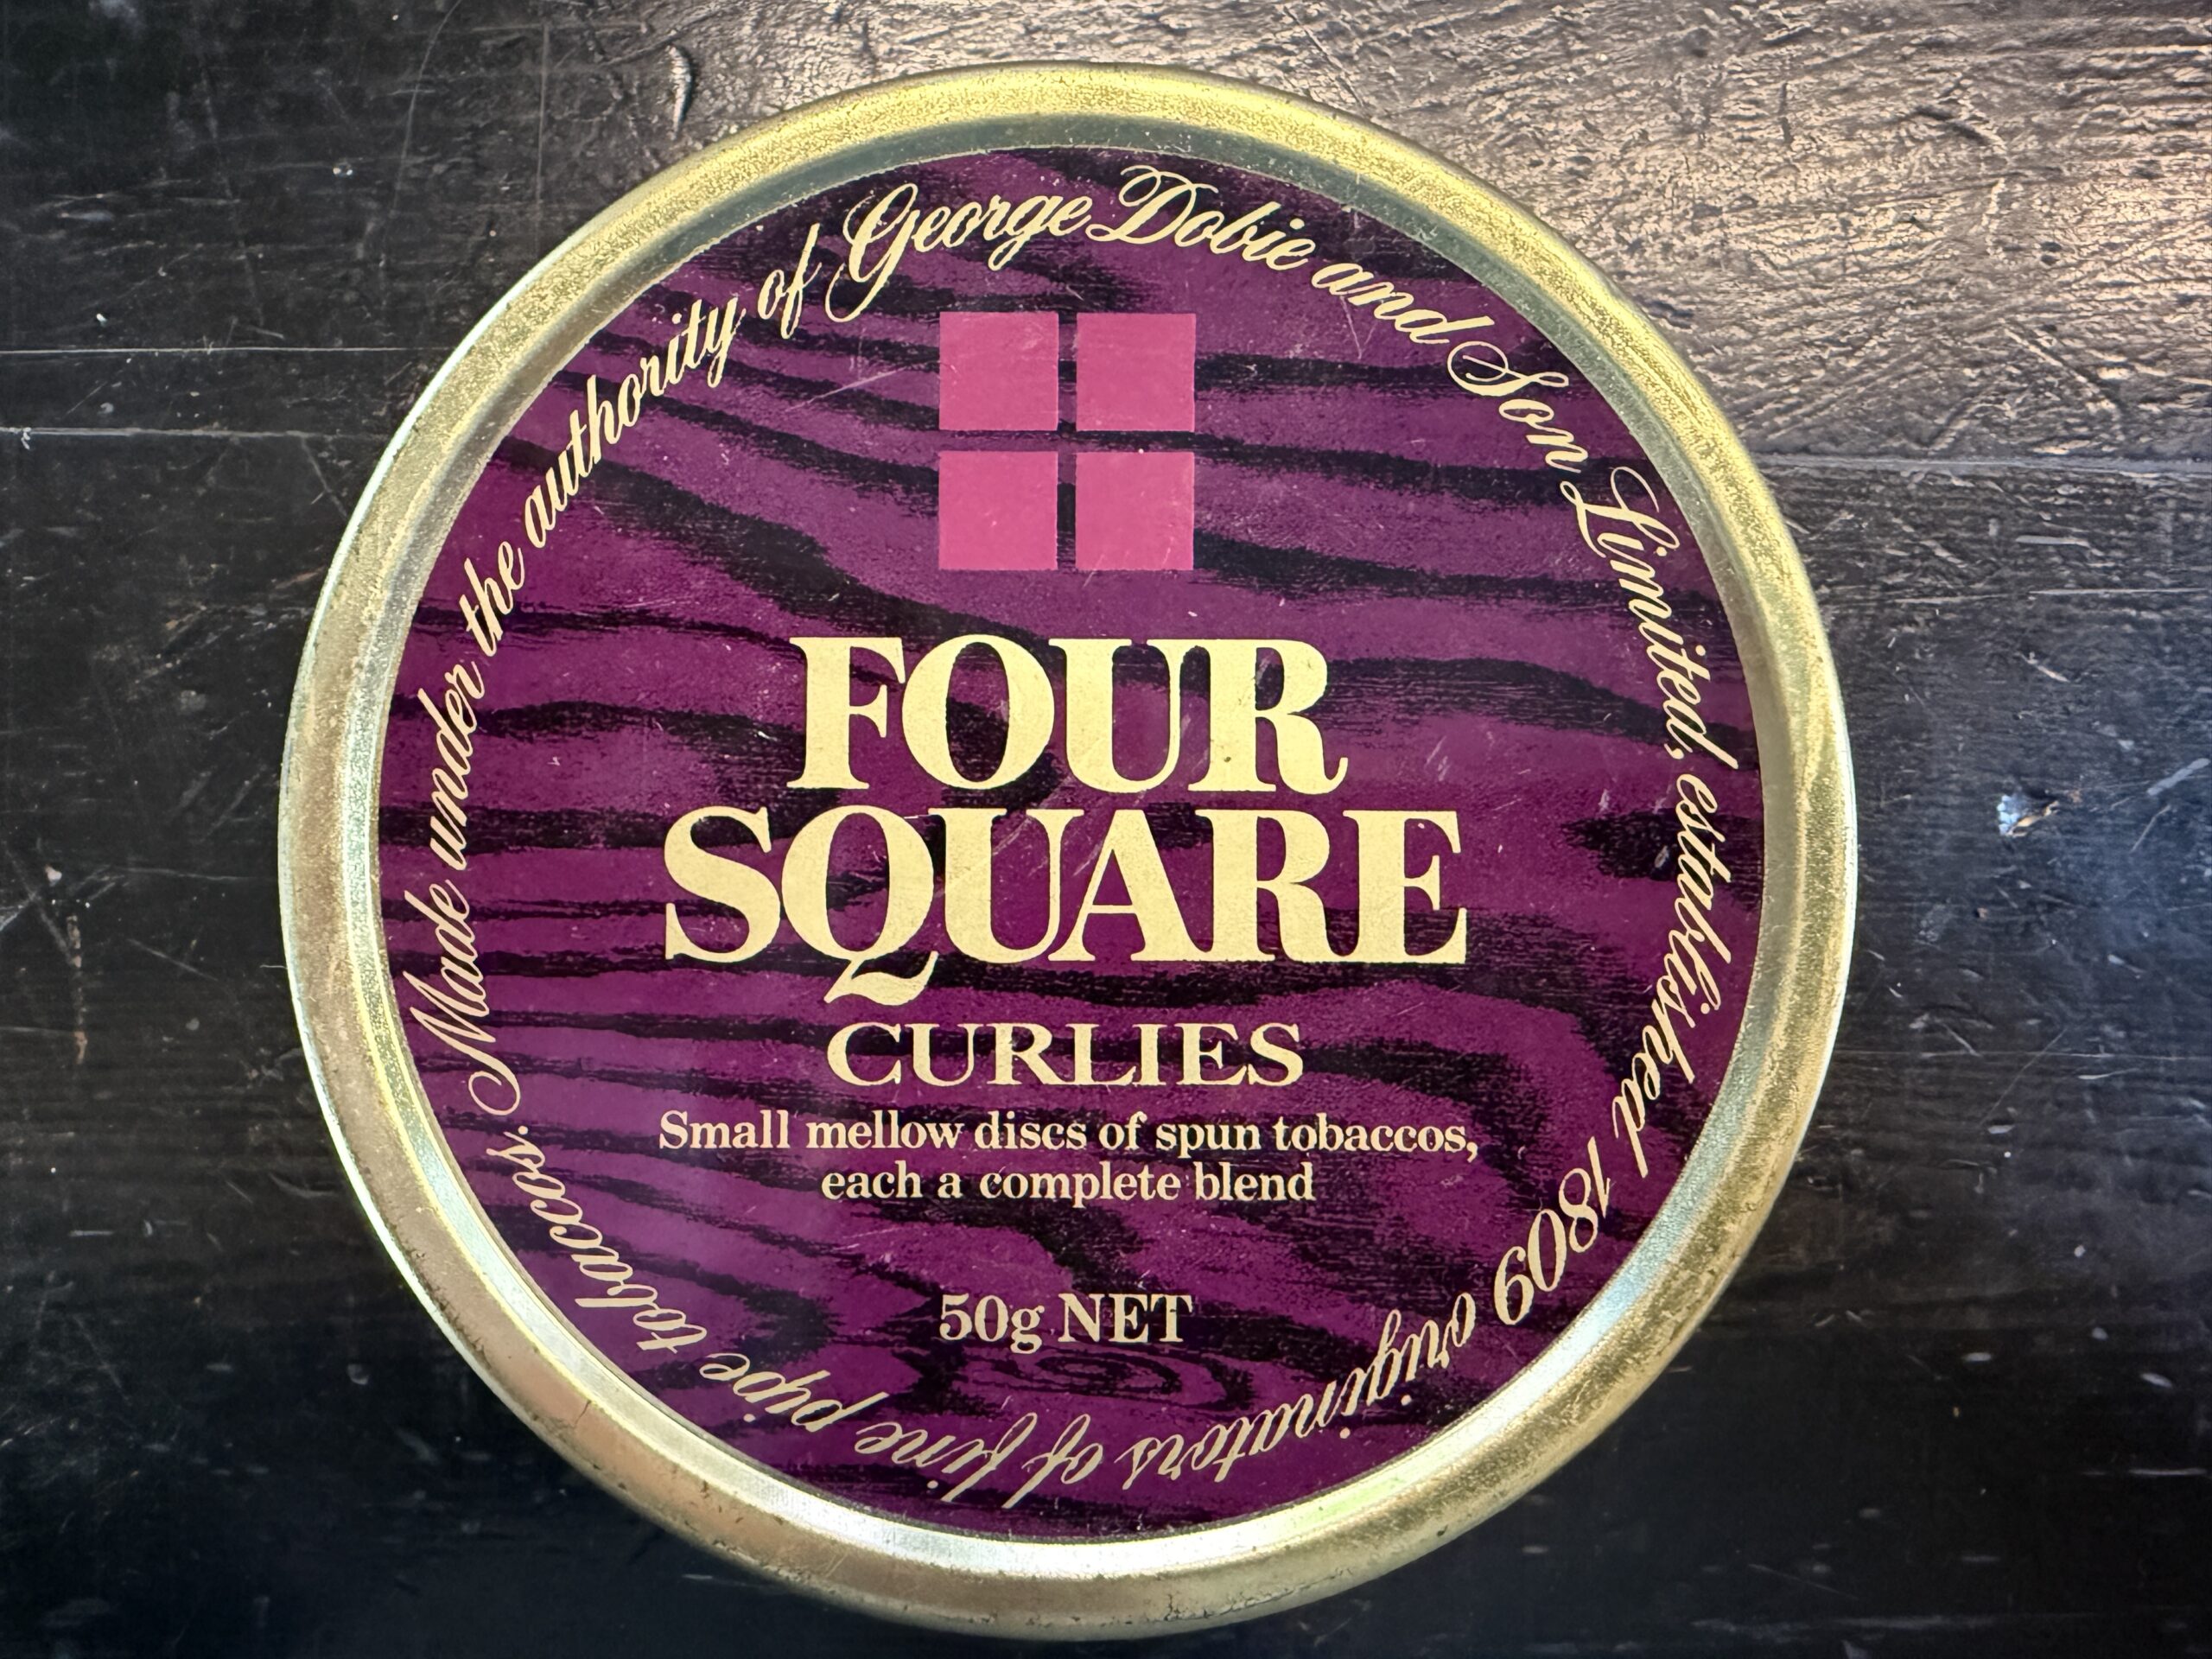 Made under the authority of George Dobie and Son Limited, established 1809 originators of fine pipe tobaccos.
FOUR
SQUARE
CURLIES
Small mellow discs of spun tobaccos,
each a complete blend
50g NET